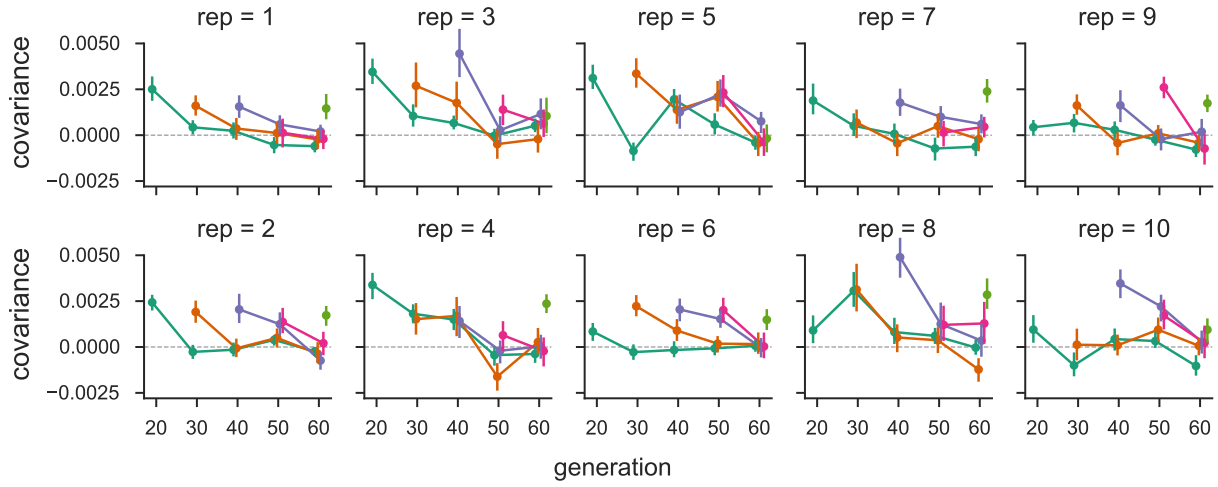 rep = 1 rep = 3 rep = 5 rep = 7 rep = 9
covariance
0.0050
0.0025
0.0000
−0.0025
rep = 2 rep = 4 rep = 6 rep = 8 rep = 10
covariance
0.0050
0.0025
0.0000
−0.0025
20 30 40 50 60 20 30 40 50 60 20 30 40 50 60 20 30 40 50 60 20 30 40 50 60
generation